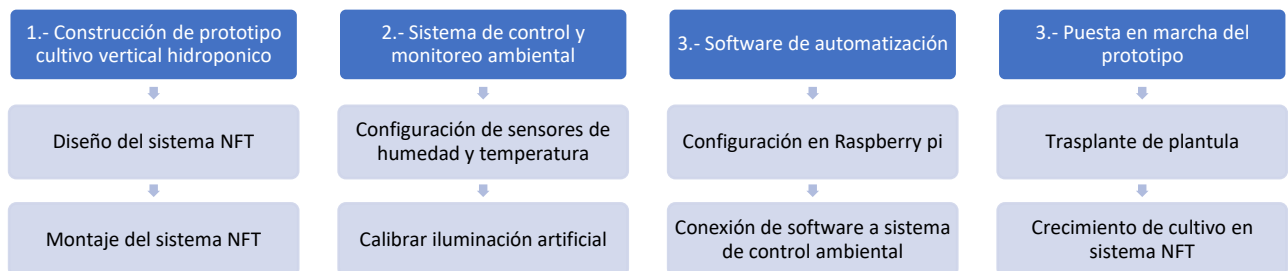 1.- Construcción de prototipo
cultivo vertical hidroponico
Diseño del sistema NFT
Montaje del sistema NFT
2.- Sistema de control y
monitoreo ambiental
Configuración de sensores de
humedad y temperatura
Calibrar iluminación artificial
3.- Software de automatización
Configuración en Raspberry pi
Conexión de software a sistema
de control ambiental
3.- Puesta en marcha del
prototipo
Trasplante de plantula
Crecimiento de cultivo en
sistema NFT